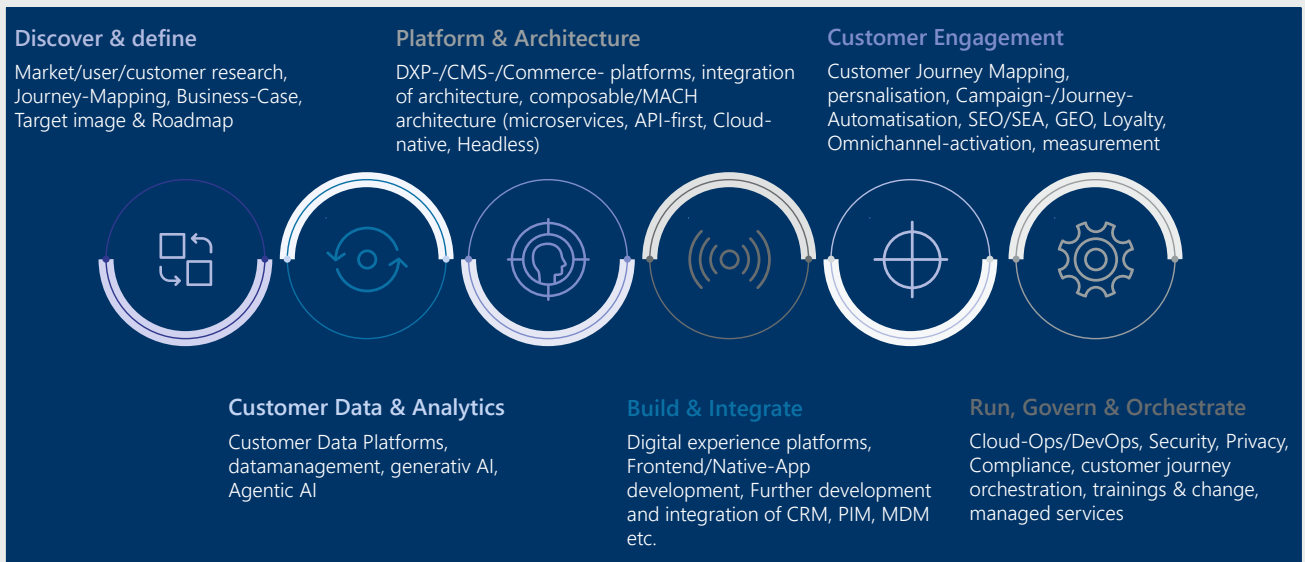 Discover & define
Market/user/customer research,
Journey-Mapping, Business-Case,
Target image & Roadmap
Platform & Architecture
DXP-/CMS-/Commerce- platforms, integration
of architecture, composable/MACH
architecture (microservices, API-first, Cloud-
native, Headless)
Customer Engagement
Customer Journey Mapping,
persnalisation, Campaign-/Journey-
Automatisation, SEO/SEA, GEO, Loyalty,
Omnichannel-activation, measurement
Customer Data & Analytics
Customer Data Platforms,
datamanagement, generativ AI,
Agentic AI
Build & Integrate
Digital experience platforms,
Frontend/Native-App
development, Further development
and integration of CRM, PIM, MDM
etc.
Run, Govern & Orchestrate
Cloud-Ops/DevOps, Security, Privacy,
Compliance, customer journey
orchestration, trainings & change,
managed services